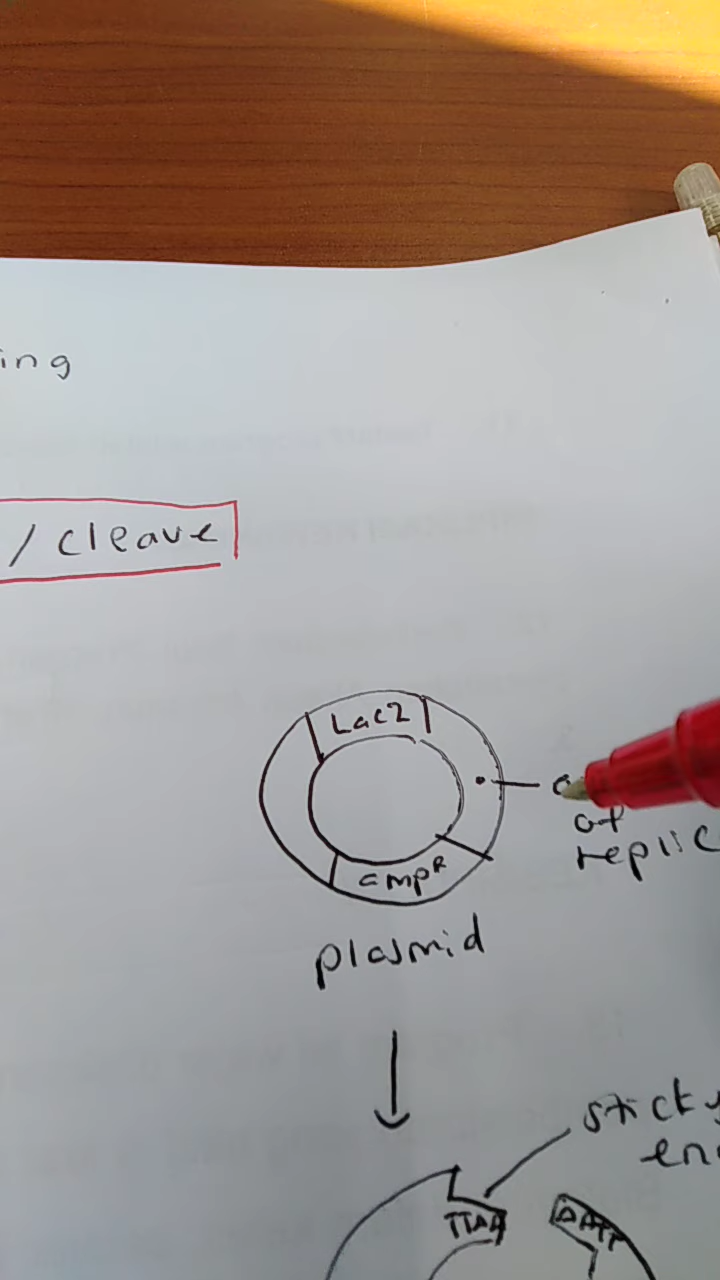 ing
/ cleave
LacZ
of
replic
ampR
plasmid
sticky
en
TTAA
AATT